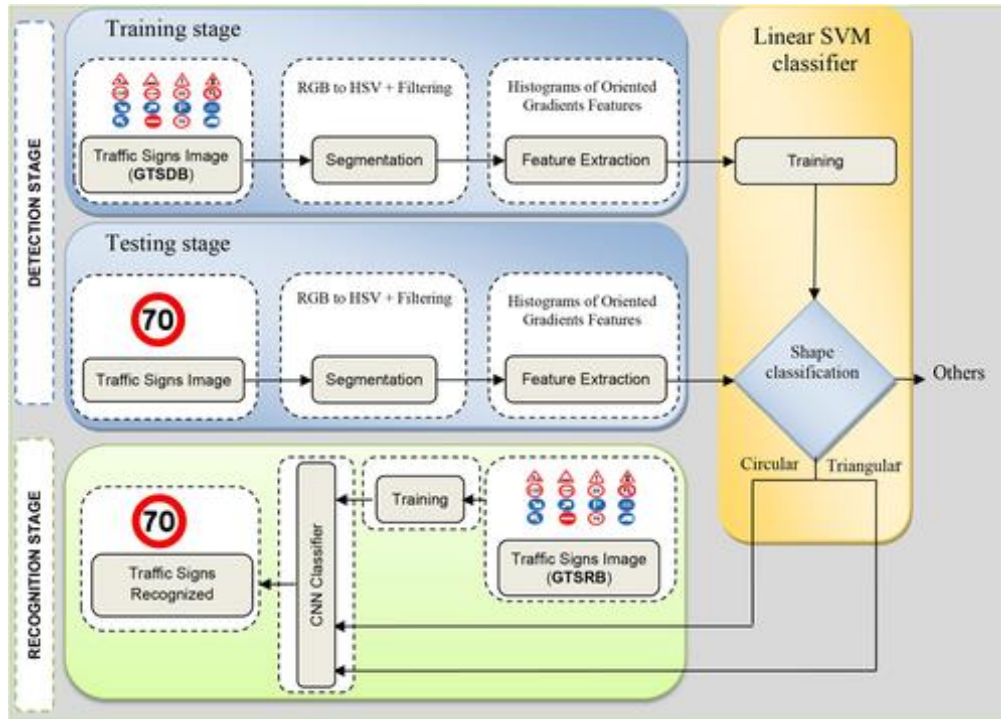 DETECTION STAGE
Training stage
Traffic Signs Image
(GTSDB)
RGB to HSV + Filtering
Segmentation
Histograms of Oriented
Gradients Features
Feature Extraction
Linear SVM
classifier
Training
Testing stage
70
Traffic Signs Image
RGB to HSV + Filtering
Segmentation
Histograms of Oriented
Gradients Features
Feature Extraction
Shape
classification
Others
Circular
Triangular
RECOGNITION STAGE
70
Traffic Signs
Recognized
CNN Classifier
Training
Traffic Signs Image
(GTSRB)